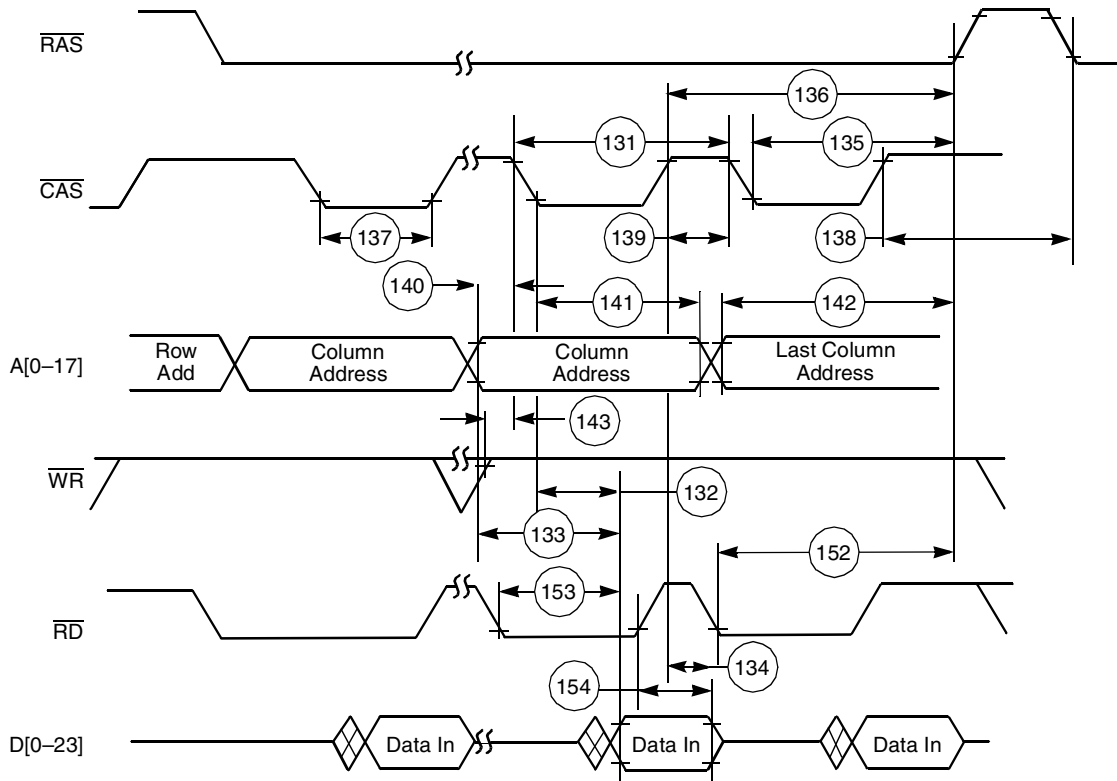 RAS
136
131
135
CAS
137
139
138
140
141
142
A[0–17]
Row
Add
Column
Address
Column
Address
Last Column
Address
143
WR
132
133
152
153
RD
134
154
D[0–23]
Data In
Data In
Data In